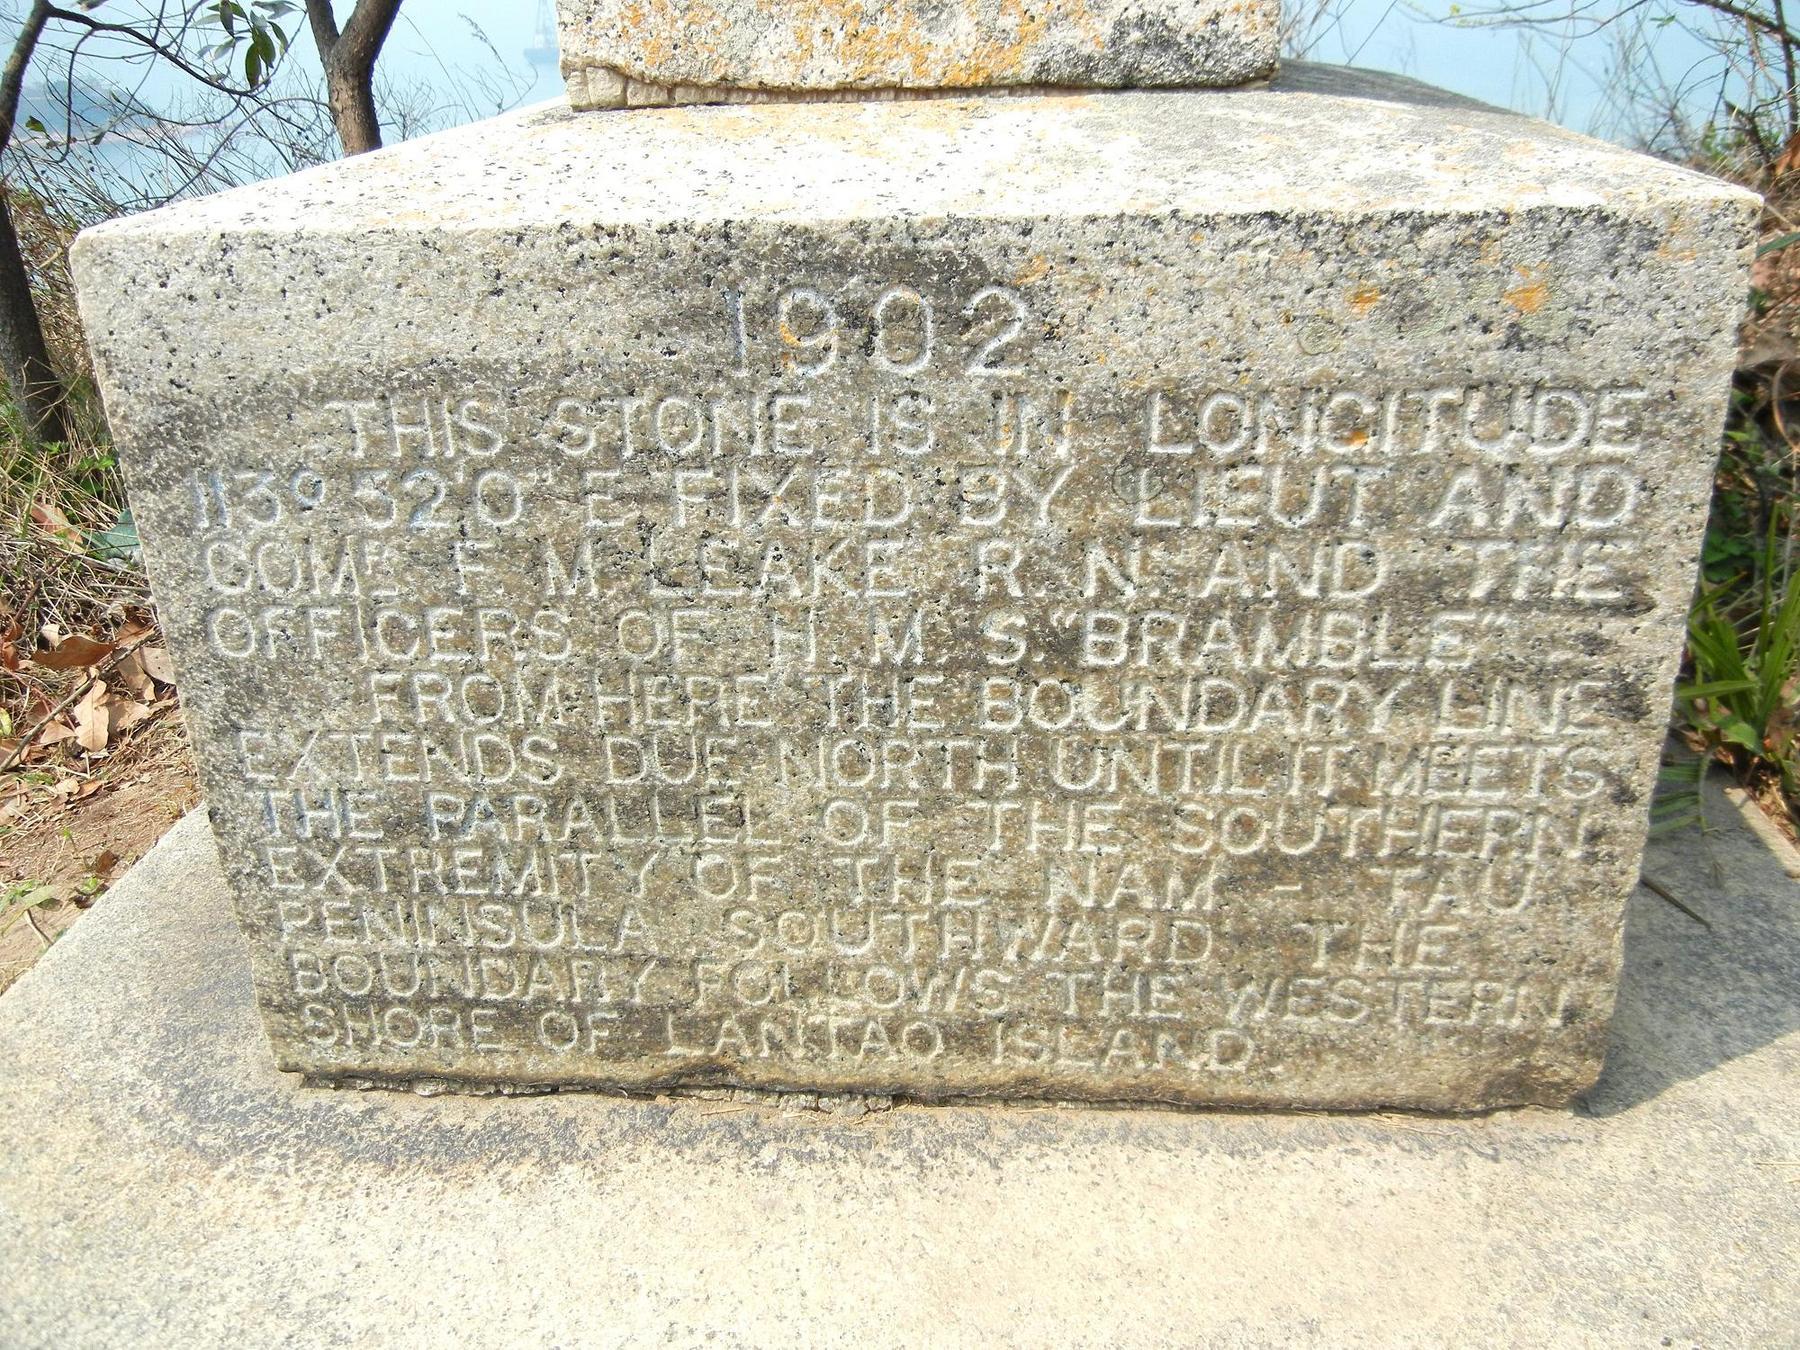 1902
THIS STONE IS IN LONGITUDE
113° 52' 0" E FIXED BY LIEUT AND
COMR. F. M. LEAKE R. N. AND THE
OFFICERS OF H. M. S. "BRAMBLE"
FROM HERE THE BOUNDARY LINE
EXTENDS DUE NORTH UNTIL IT MEETS
THE PARALLEL OF THE SOUTHERN
EXTREMITY OF THE NAM - TAU
PENINSULA. SOUTHWARD THE
BOUNDARY FOLLOWS THE WESTERN
SHORE OF LANTAO ISLAND.